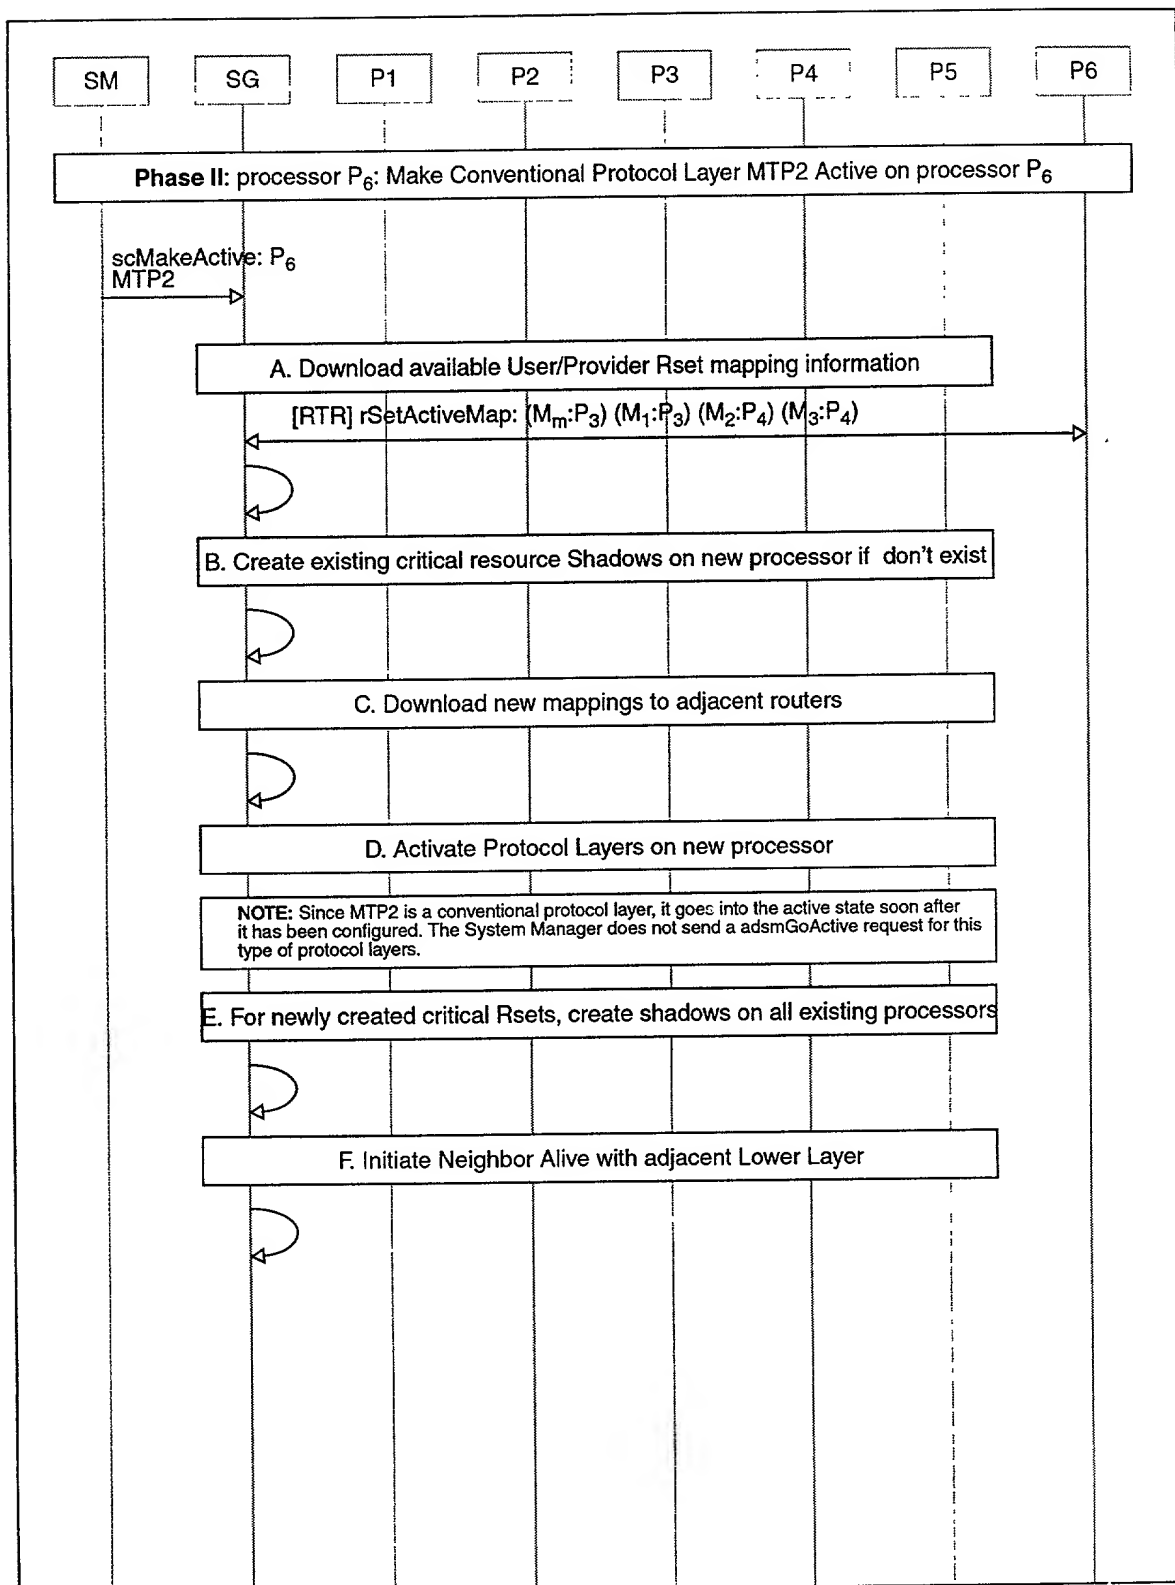 SM SG P1 P2 P3 P4 P5 P6
Phase II: processor P6: Make Conventional Protocol Layer MTP2 Active on processor P6
scMakeActive: P6
MTP2
A. Download available User/Provider Rset mapping information
[RTR] rSetActiveMap: (Mm:P3) (M1:P3) (M2:P4) (M3:P4)
B. Create existing critical resource Shadows on new processor if don't exist
C. Download new mappings to adjacent routers
D. Activate Protocol Layers on new processor
NOTE: Since MTP2 is a conventional protocol layer, it goes into the active state soon after
it has been configured. The System Manager does not send a adsmGoActive request for this
type of protocol layers.
E. For newly created critical Rsets, create shadows on all existing processors
F. Initiate Neighbor Alive with adjacent Lower Layer